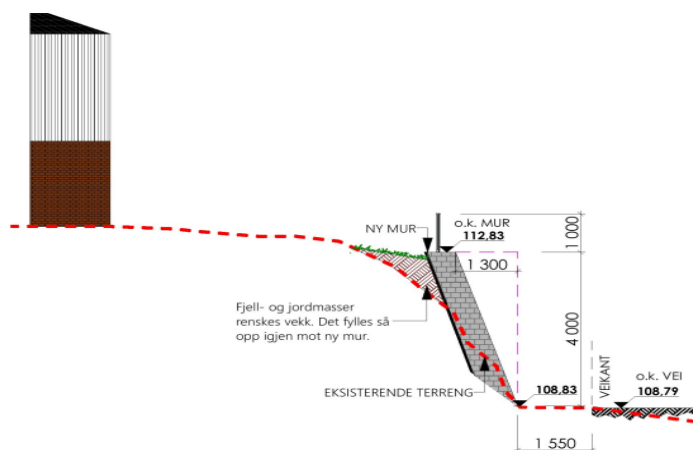 NY MUR
o.k. MUR
112,83
1 000
1 300
Fjell- og jordmasser
renskes vekk. Det fylles så
opp igjen mot ny mur.
4 000
EKSISTERENDE TERRENG
108,83
VEIKANT
o.k. VEI
108,79
1 550